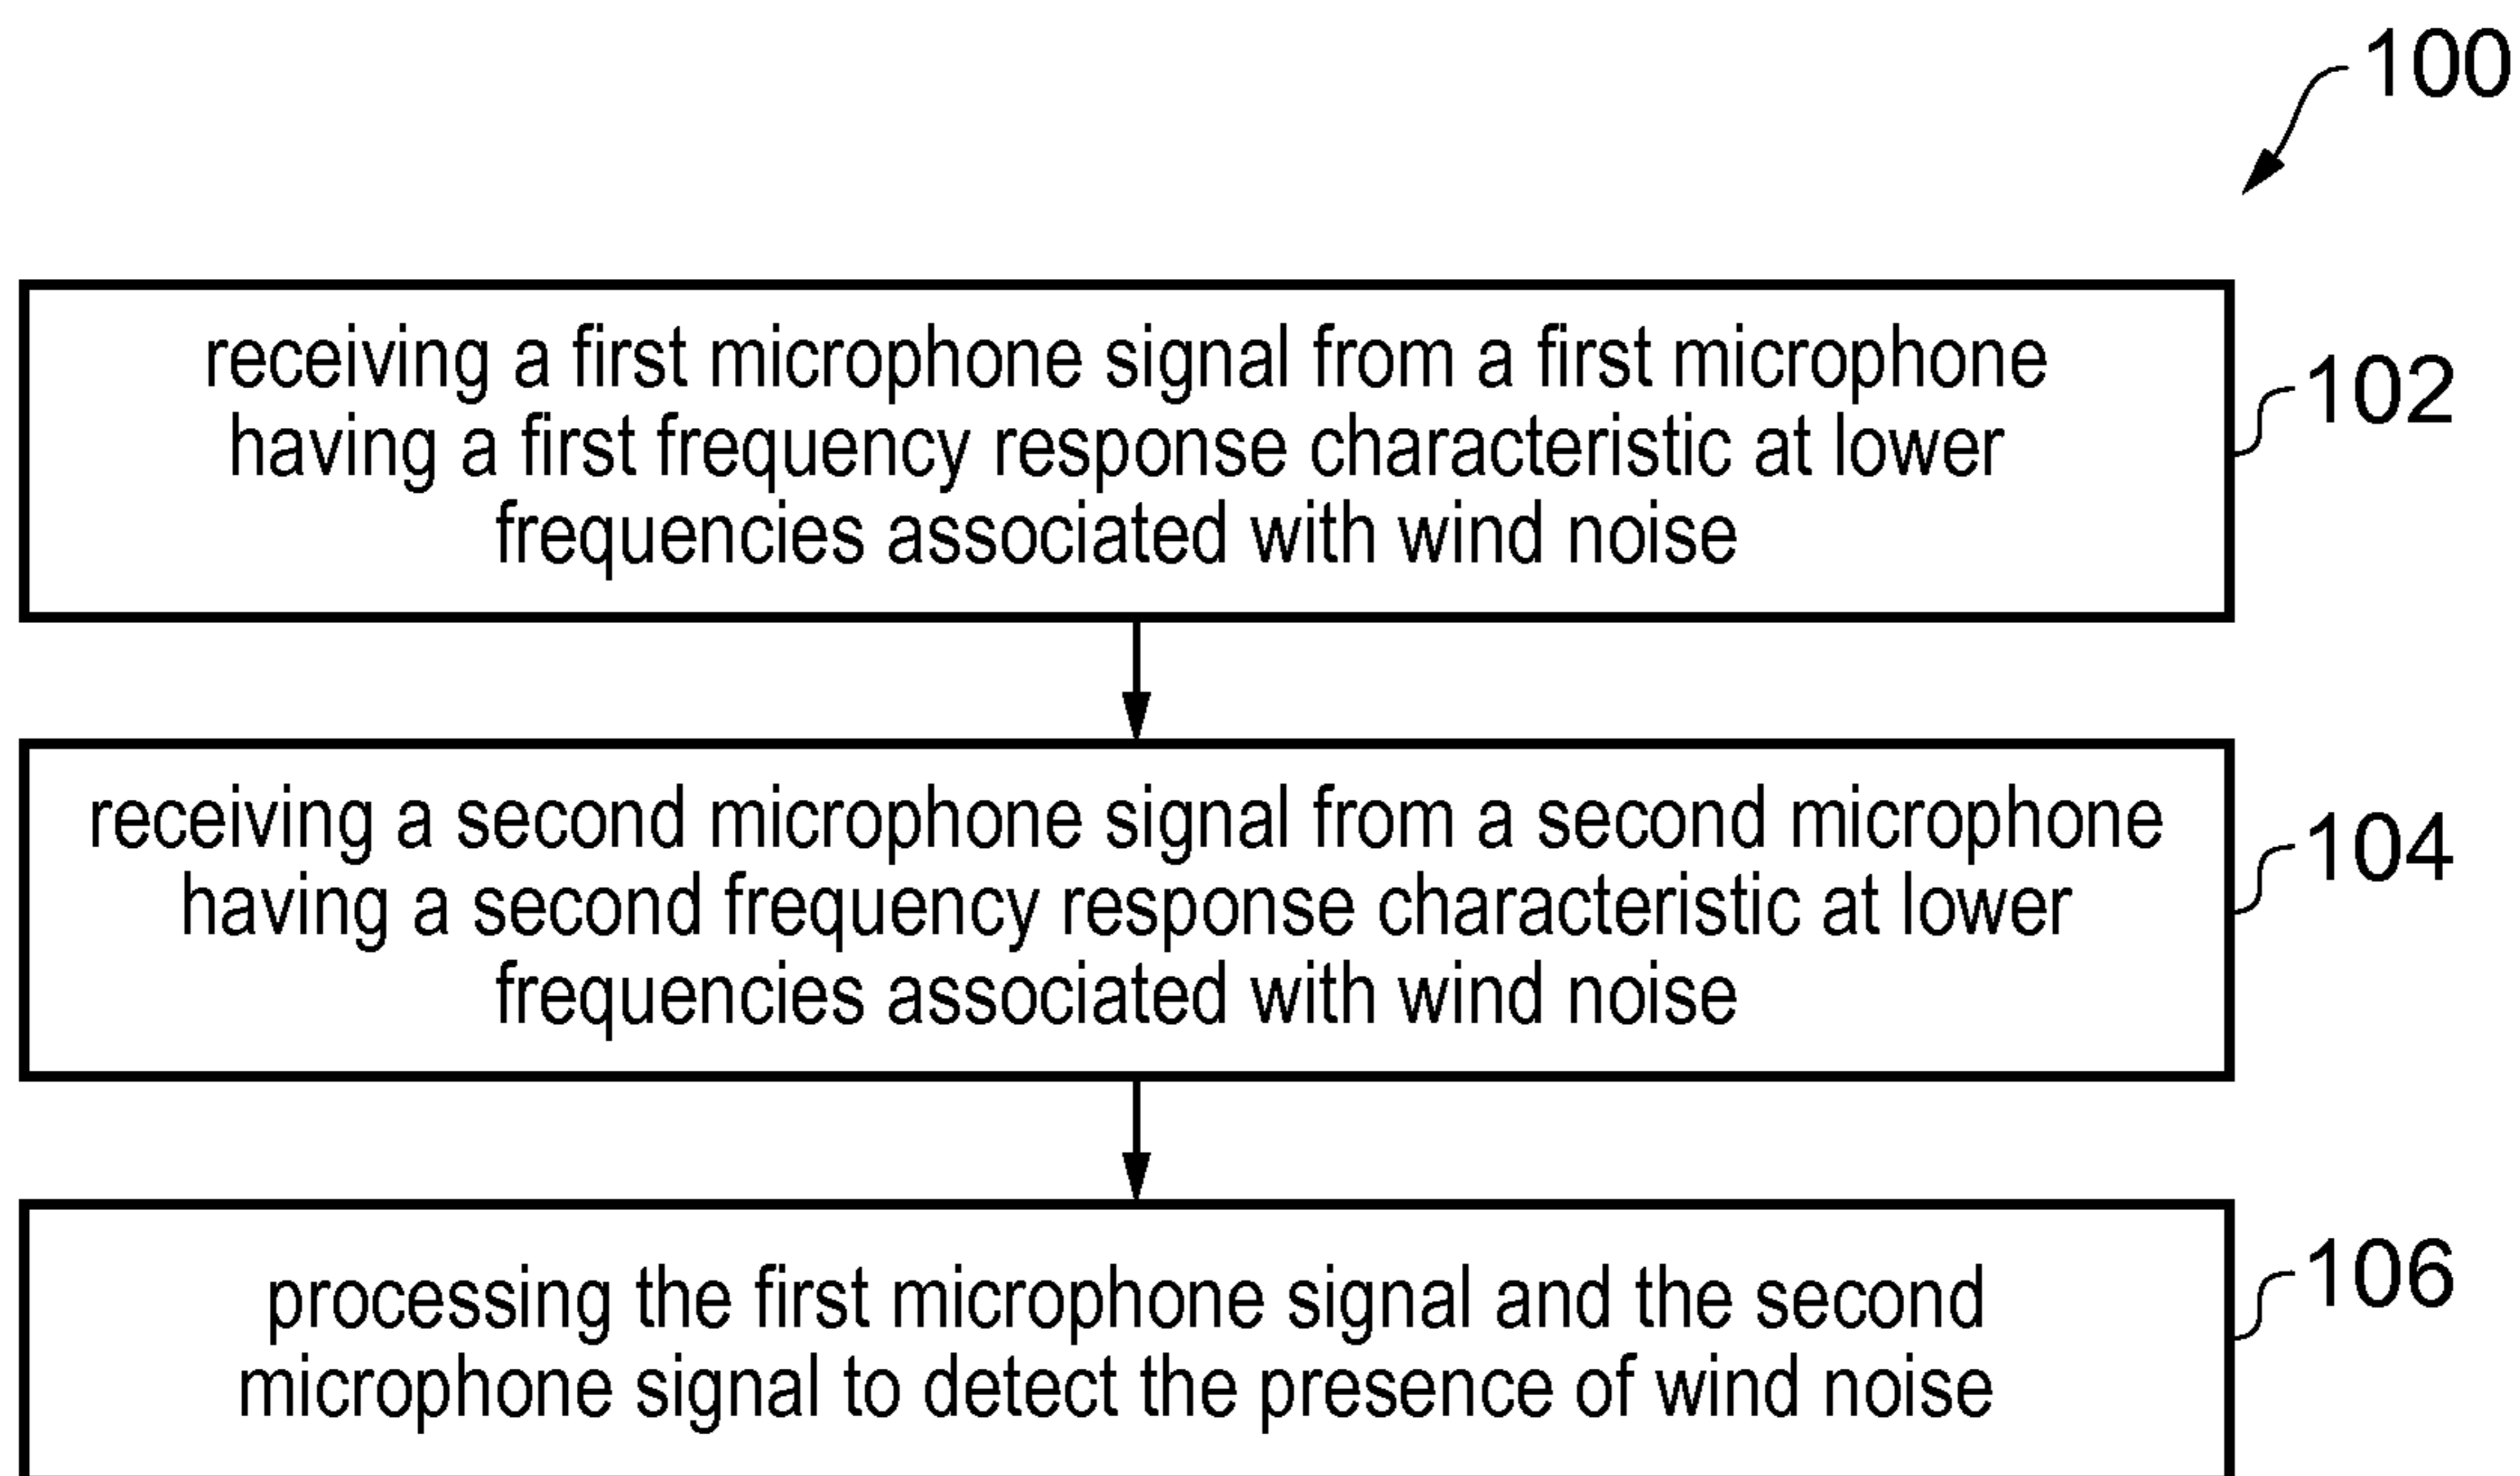 100
receiving a first microphone signal from a first microphone
having a first frequency response characteristic at lower
frequencies associated with wind noise
102
receiving a second microphone signal from a second microphone
having a second frequency response characteristic at lower
frequencies associated with wind noise
104
processing the first microphone signal and the second
microphone signal to detect the presence of wind noise
106